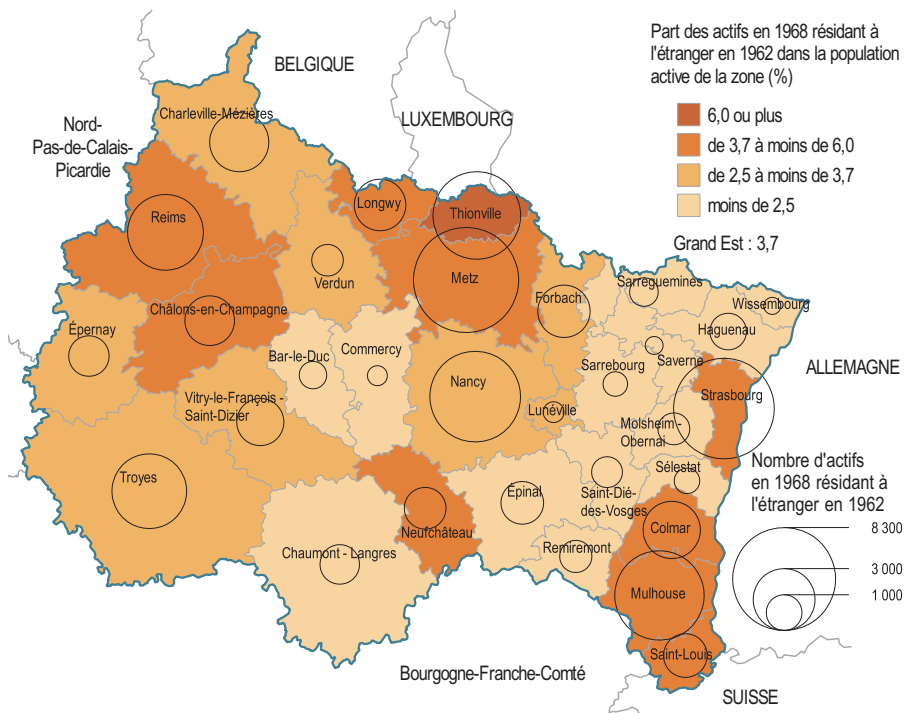 Part des actifs en 1968 résidant à
l'étranger en 1962 dans la population
active de la zone (%)
6,0 ou plus
de 3,7 à moins de 6,0
de 2,5 à moins de 3,7
moins de 2,5
Grand Est : 3,7
BELGIQUE
LUXEMBOURG
Nord-
Pas-de-Calais-
Picardie
Charleville-Mézières
Reims
Longwy
Thionville
Metz
Verdun
Forbach
Sarreguemines
Wissembourg
Châlons-en-Champagne
Haguenau
Épernay
Bar-le-Duc
Commercy
Saverne
Sarrebourg
ALLEMAGNE
Nancy
Strasbourg
Vitry-le-François -
Saint-Dizier
Lunéville
Molsheim -
Obernai
Troyes
Sélestat
Épinal
Saint-Dié-
des-Vosges
Neufchâteau
Colmar
Chaumont - Langres
Remiremont
Mulhouse
Saint-Louis
Bourgogne-Franche-Comté
SUISSE
Nombre d'actifs
en 1968 résidant à
l'étranger en 1962
8 300
3 000
1 000